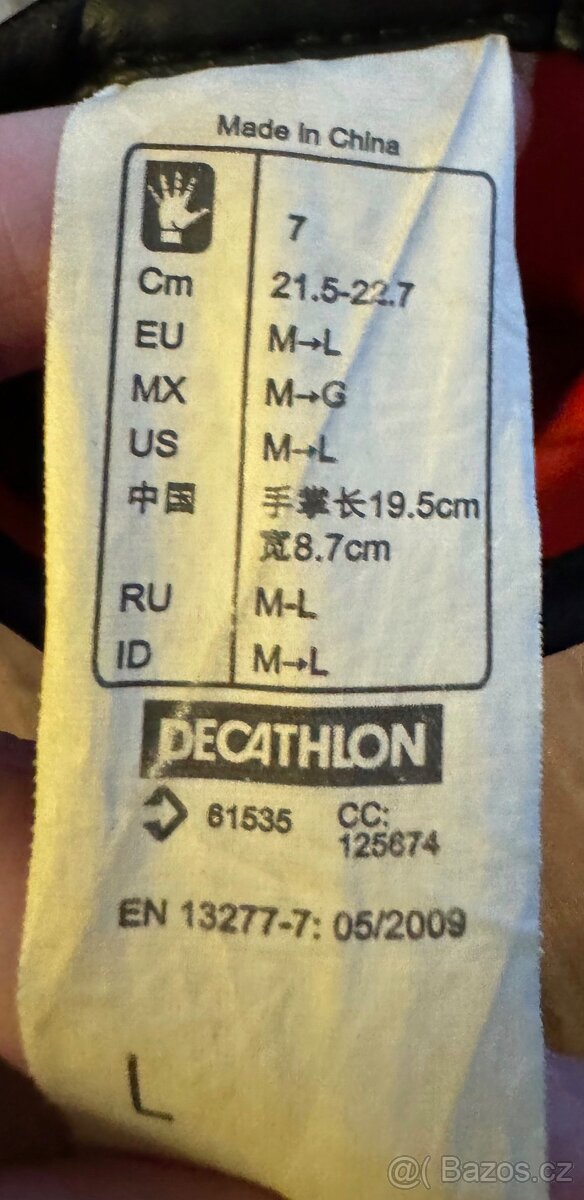 Made in China
7
Cm 21.5-22.7
EU M→L
MX M→G
US M→L
中国 手掌长19.5cm
宽8.7cm
RU M-L
ID M→L
DECATHLON
61535 CC:
125674
EN 13277-7: 05/2009
L
@( Bazos.cz